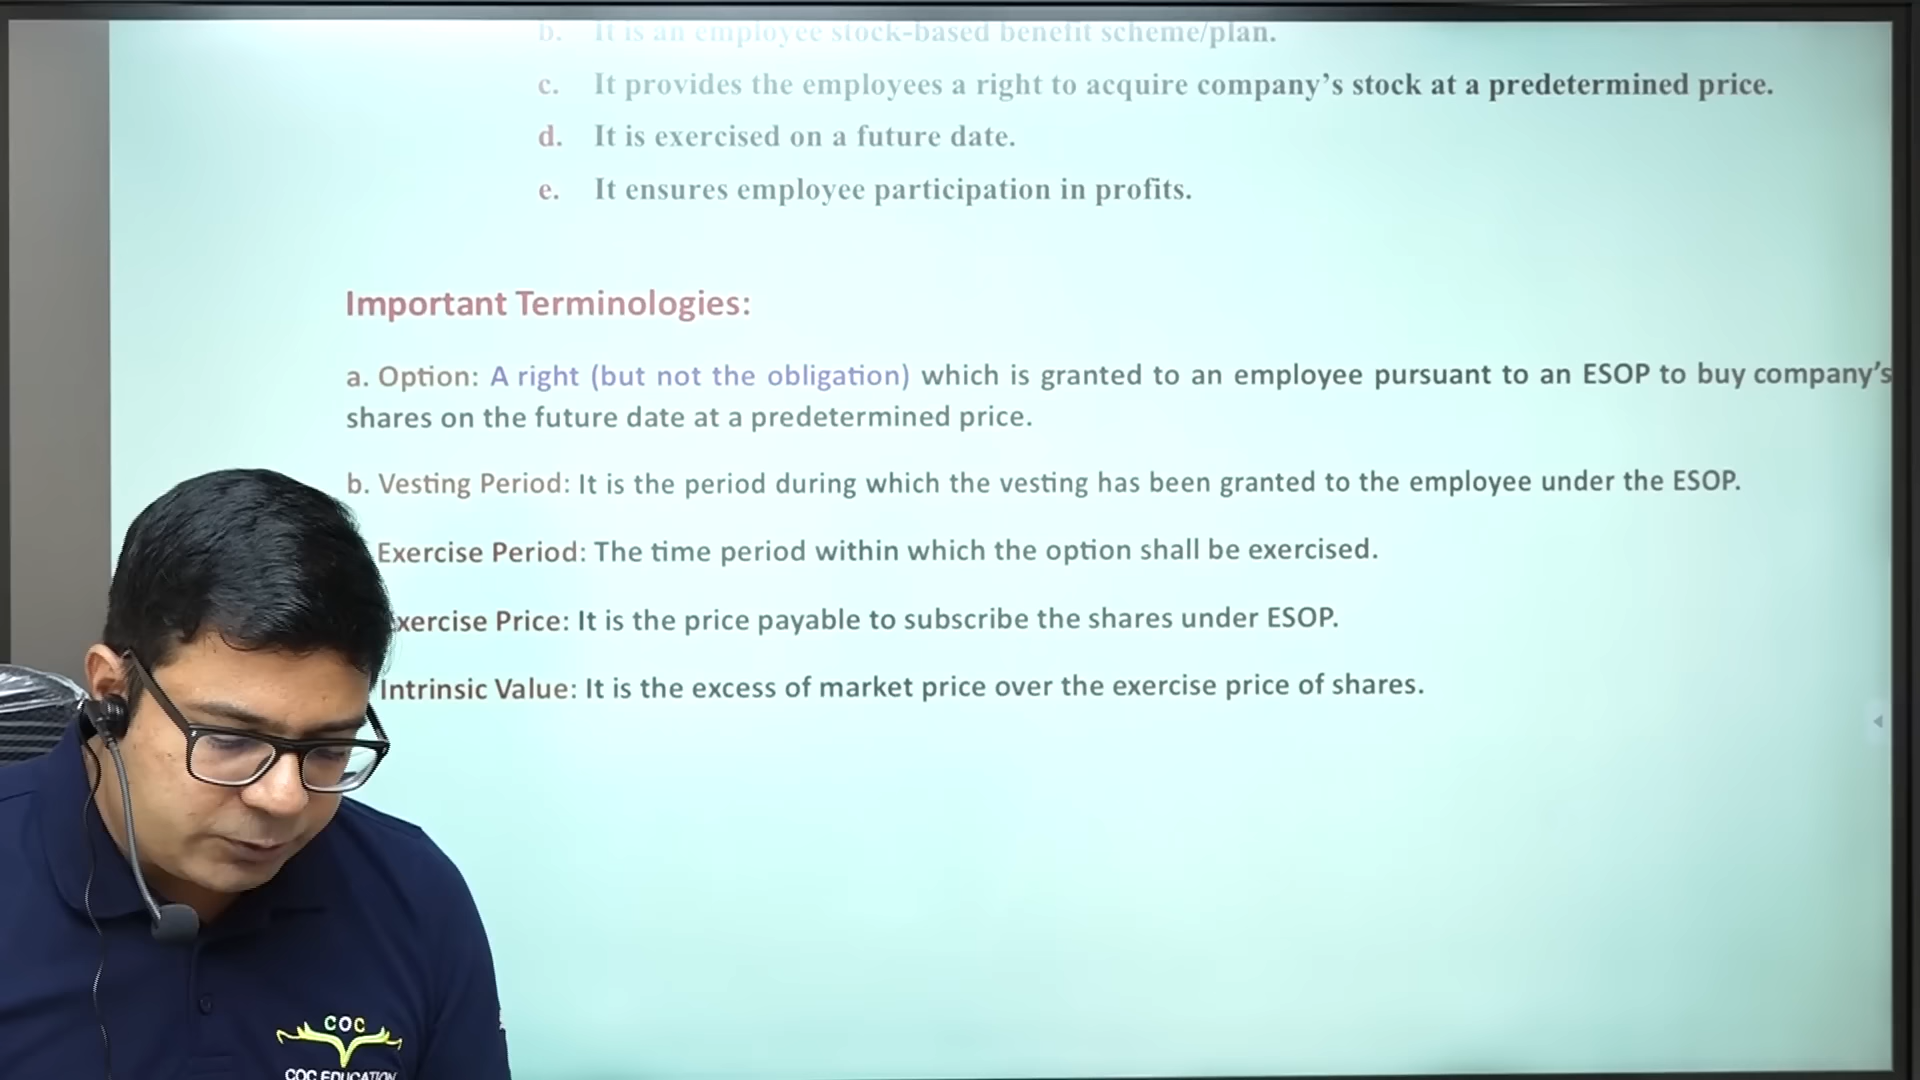 b. It is an employee stock-based benefit scheme/plan.
c. It provides the employees a right to acquire company’s stock at a predetermined price.
d. It is exercised on a future date.
e. It ensures employee participation in profits.
Important Terminologies:
a. Option: A right (but not the obligation) which is granted to an employee pursuant to an ESOP to buy company’s
shares on the future date at a predetermined price.
b. Vesting Period: It is the period during which the vesting has been granted to the employee under the ESOP.
Exercise Period: The time period within which the option shall be exercised.
xercise Price: It is the price payable to subscribe the shares under ESOP.
Intrinsic Value: It is the excess of market price over the exercise price of shares.
COC
COC EDUCATION